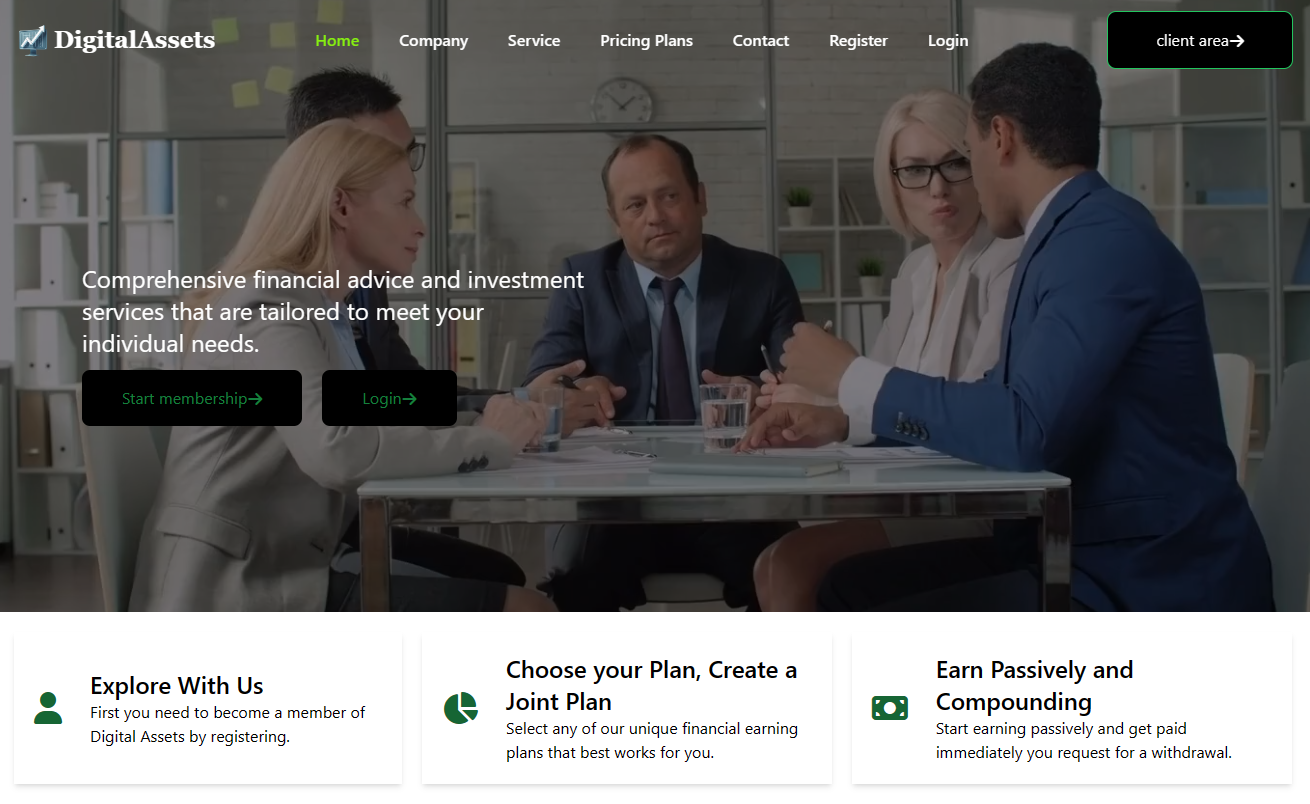 DigitalAssets
Home Company Service Pricing Plans Contact Register Login
client area
Comprehensive financial advice and investment
services that are tailored to meet your
individual needs.
Start membership Login
Explore With Us
First you need to become a member of
Digital Assets by registering.
Choose your Plan, Create a
Joint Plan
Select any of our unique financial earning
plans that best works for you.
Earn Passively and
Compounding
Start earning passively and get paid
immediately you request for a withdrawal.